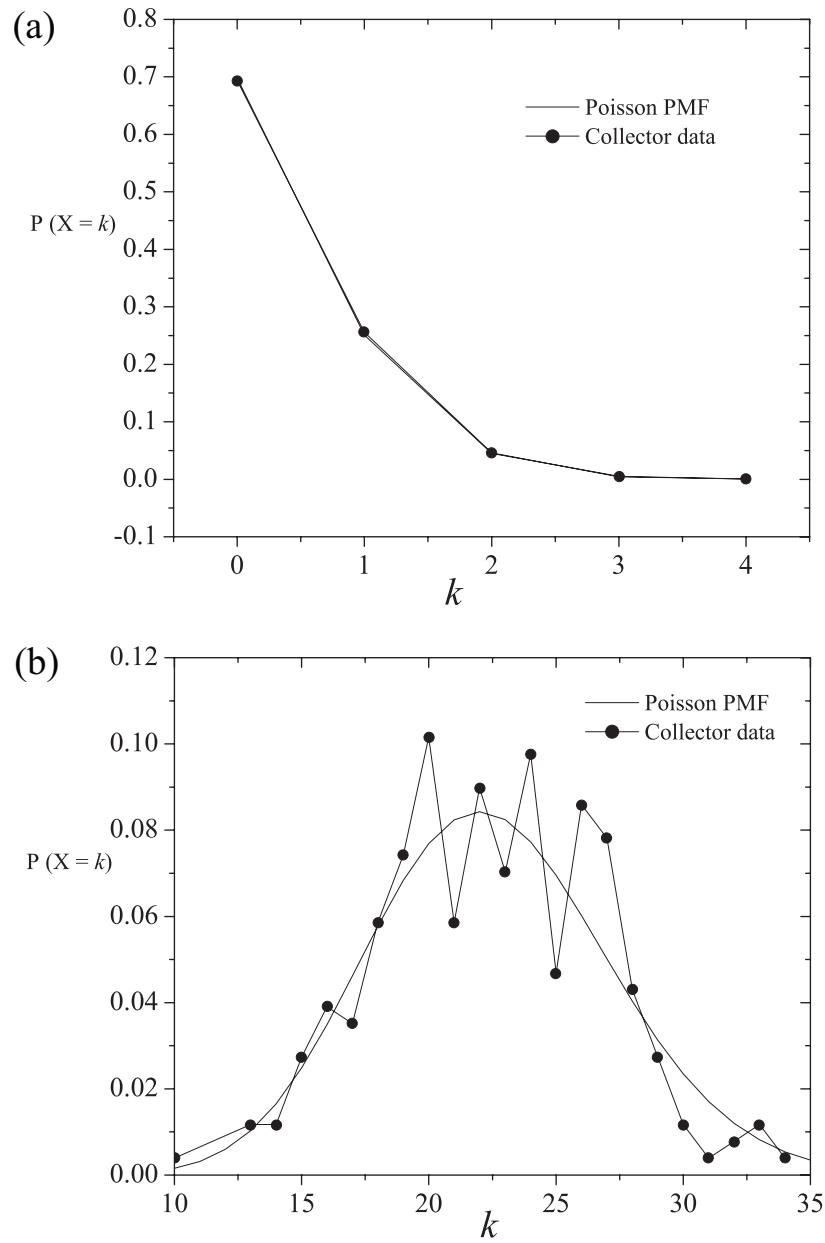 (a)
0.8
0.7
0.6
0.5
0.4
0.3
0.2
0.1
0.0
-0.1
P (X = k)
Poisson PMF
Collector data
0 1 2 3 4
k
(b)
0.12
0.10
0.08
0.06
0.04
0.02
0.00
P (X = k)
Poisson PMF
Collector data
10 15 20 25 30 35
k